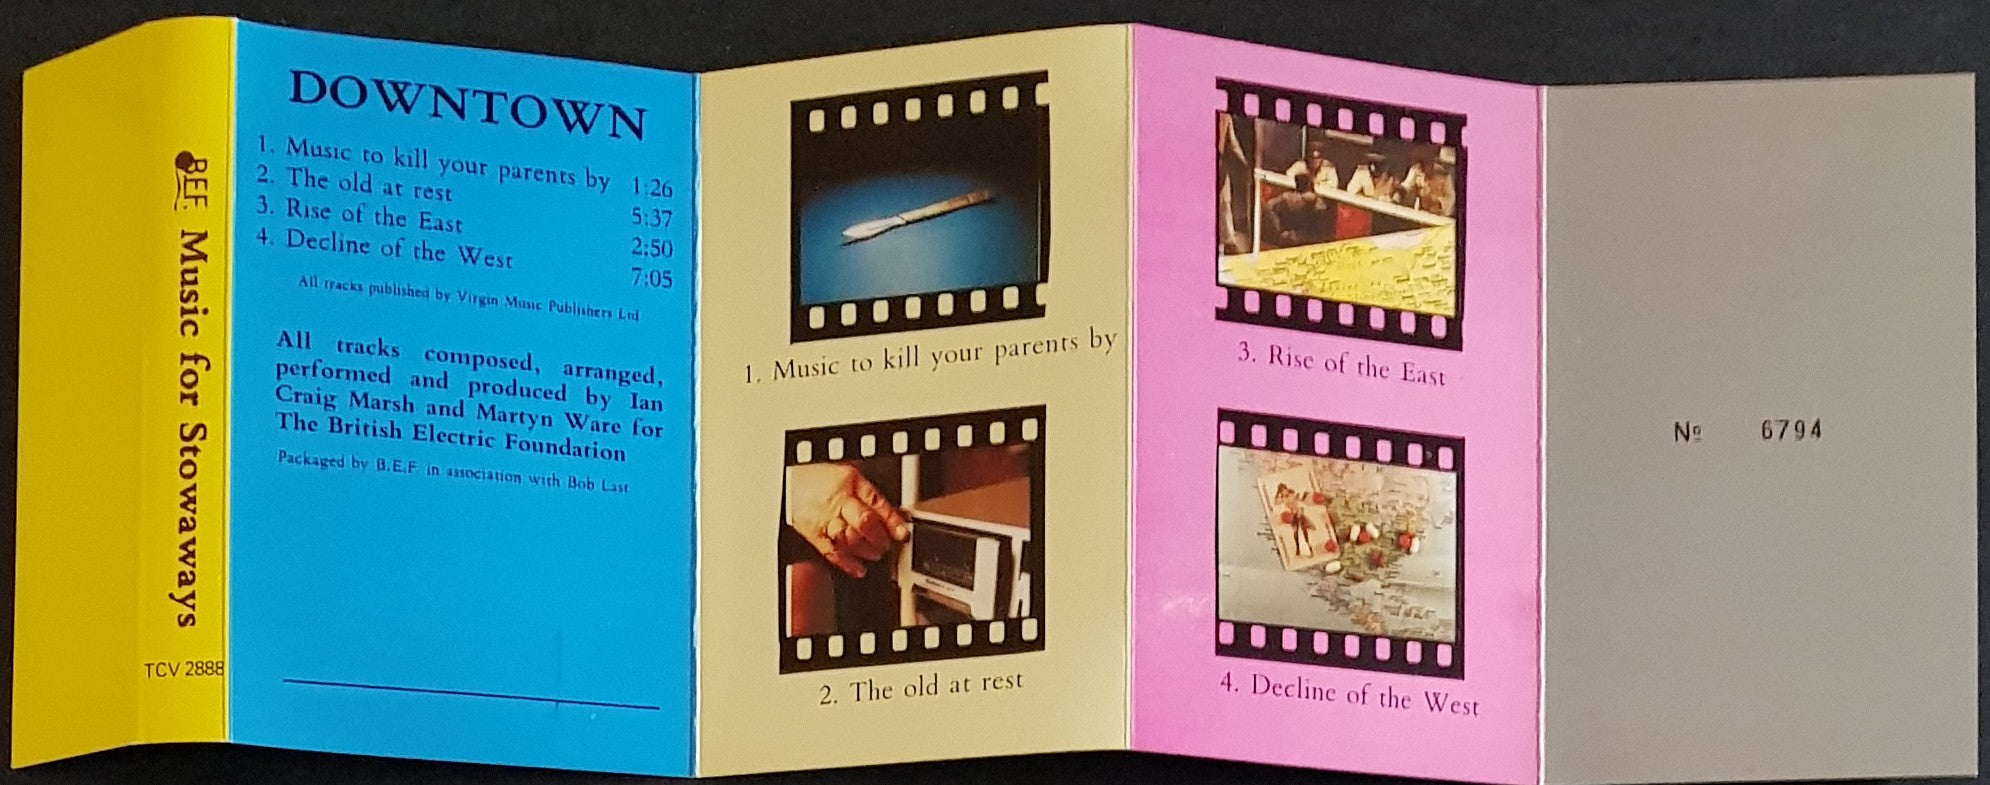 B.E.F. Music for Stowaways
TCV 2888
DOWNTOWN
1. Music to kill your parents by 1:26
2. The old at rest 5:37
3. Rise of the East 2:50
4. Decline of the West 7:05
All tracks published by Virgin Music Publishers Ltd
All tracks composed, arranged,
performed and produced by Ian
Craig Marsh and Martyn Ware for
The British Electric Foundation
Packaged by B.E.F in association with Bob Last
1. Music to kill your parents by
2. The old at rest
3. Rise of the East
4. Decline of the West
Nº 6794